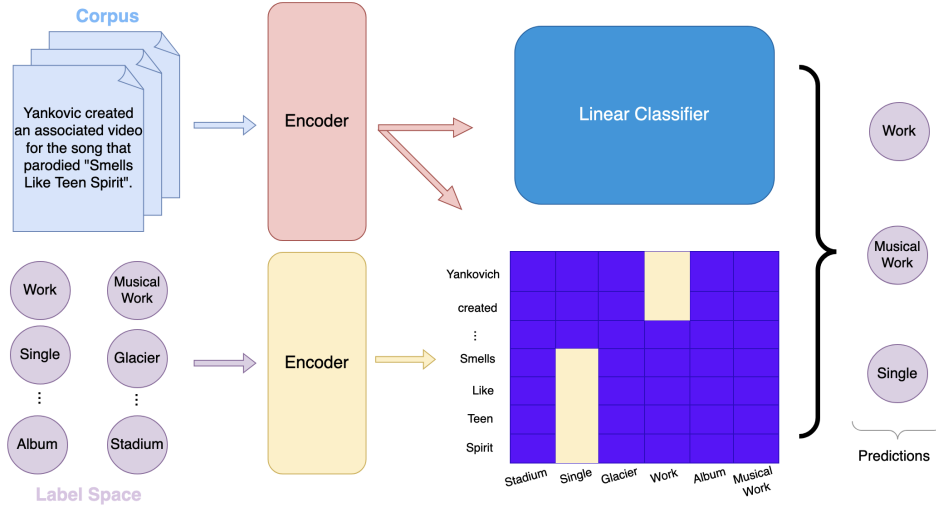 Corpus
Yankovic created
an associated video
for the song that
parodied "Smells
Like Teen Spirit".
Encoder
Linear Classifier
Work
Musical
Work
Single
Predictions
Work
Musical
Work
Single
Glacier
⋮
⋮
Album
Stadium
Label Space
Encoder
Yankovich
created
⋮
Smells
Like
Teen
Spirit
Stadium
Single
Glacier
Work
Album
Musical
Work